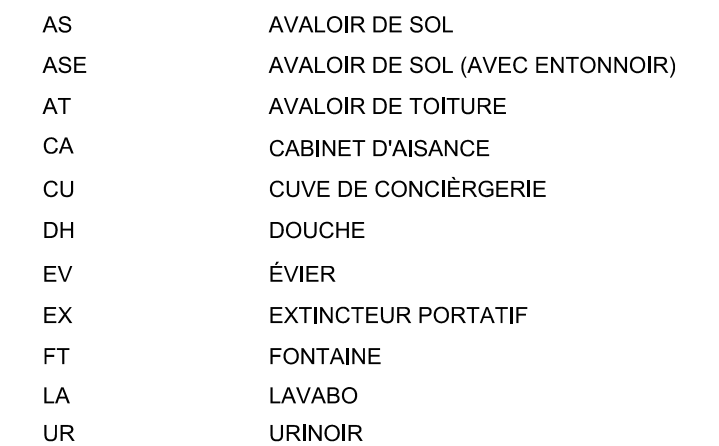 AS AVALOIR DE SOL
ASE AVALOIR DE SOL (AVEC ENTONNOIR)
AT AVALOIR DE TOITURE
CA CABINET D'AISANCE
CU CUVE DE CONCIÈRGERIE
DH DOUCHE
EV ÉVIER
EX EXTINCTEUR PORTATIF
FT FONTAINE
LA LAVABO
UR URINOIR